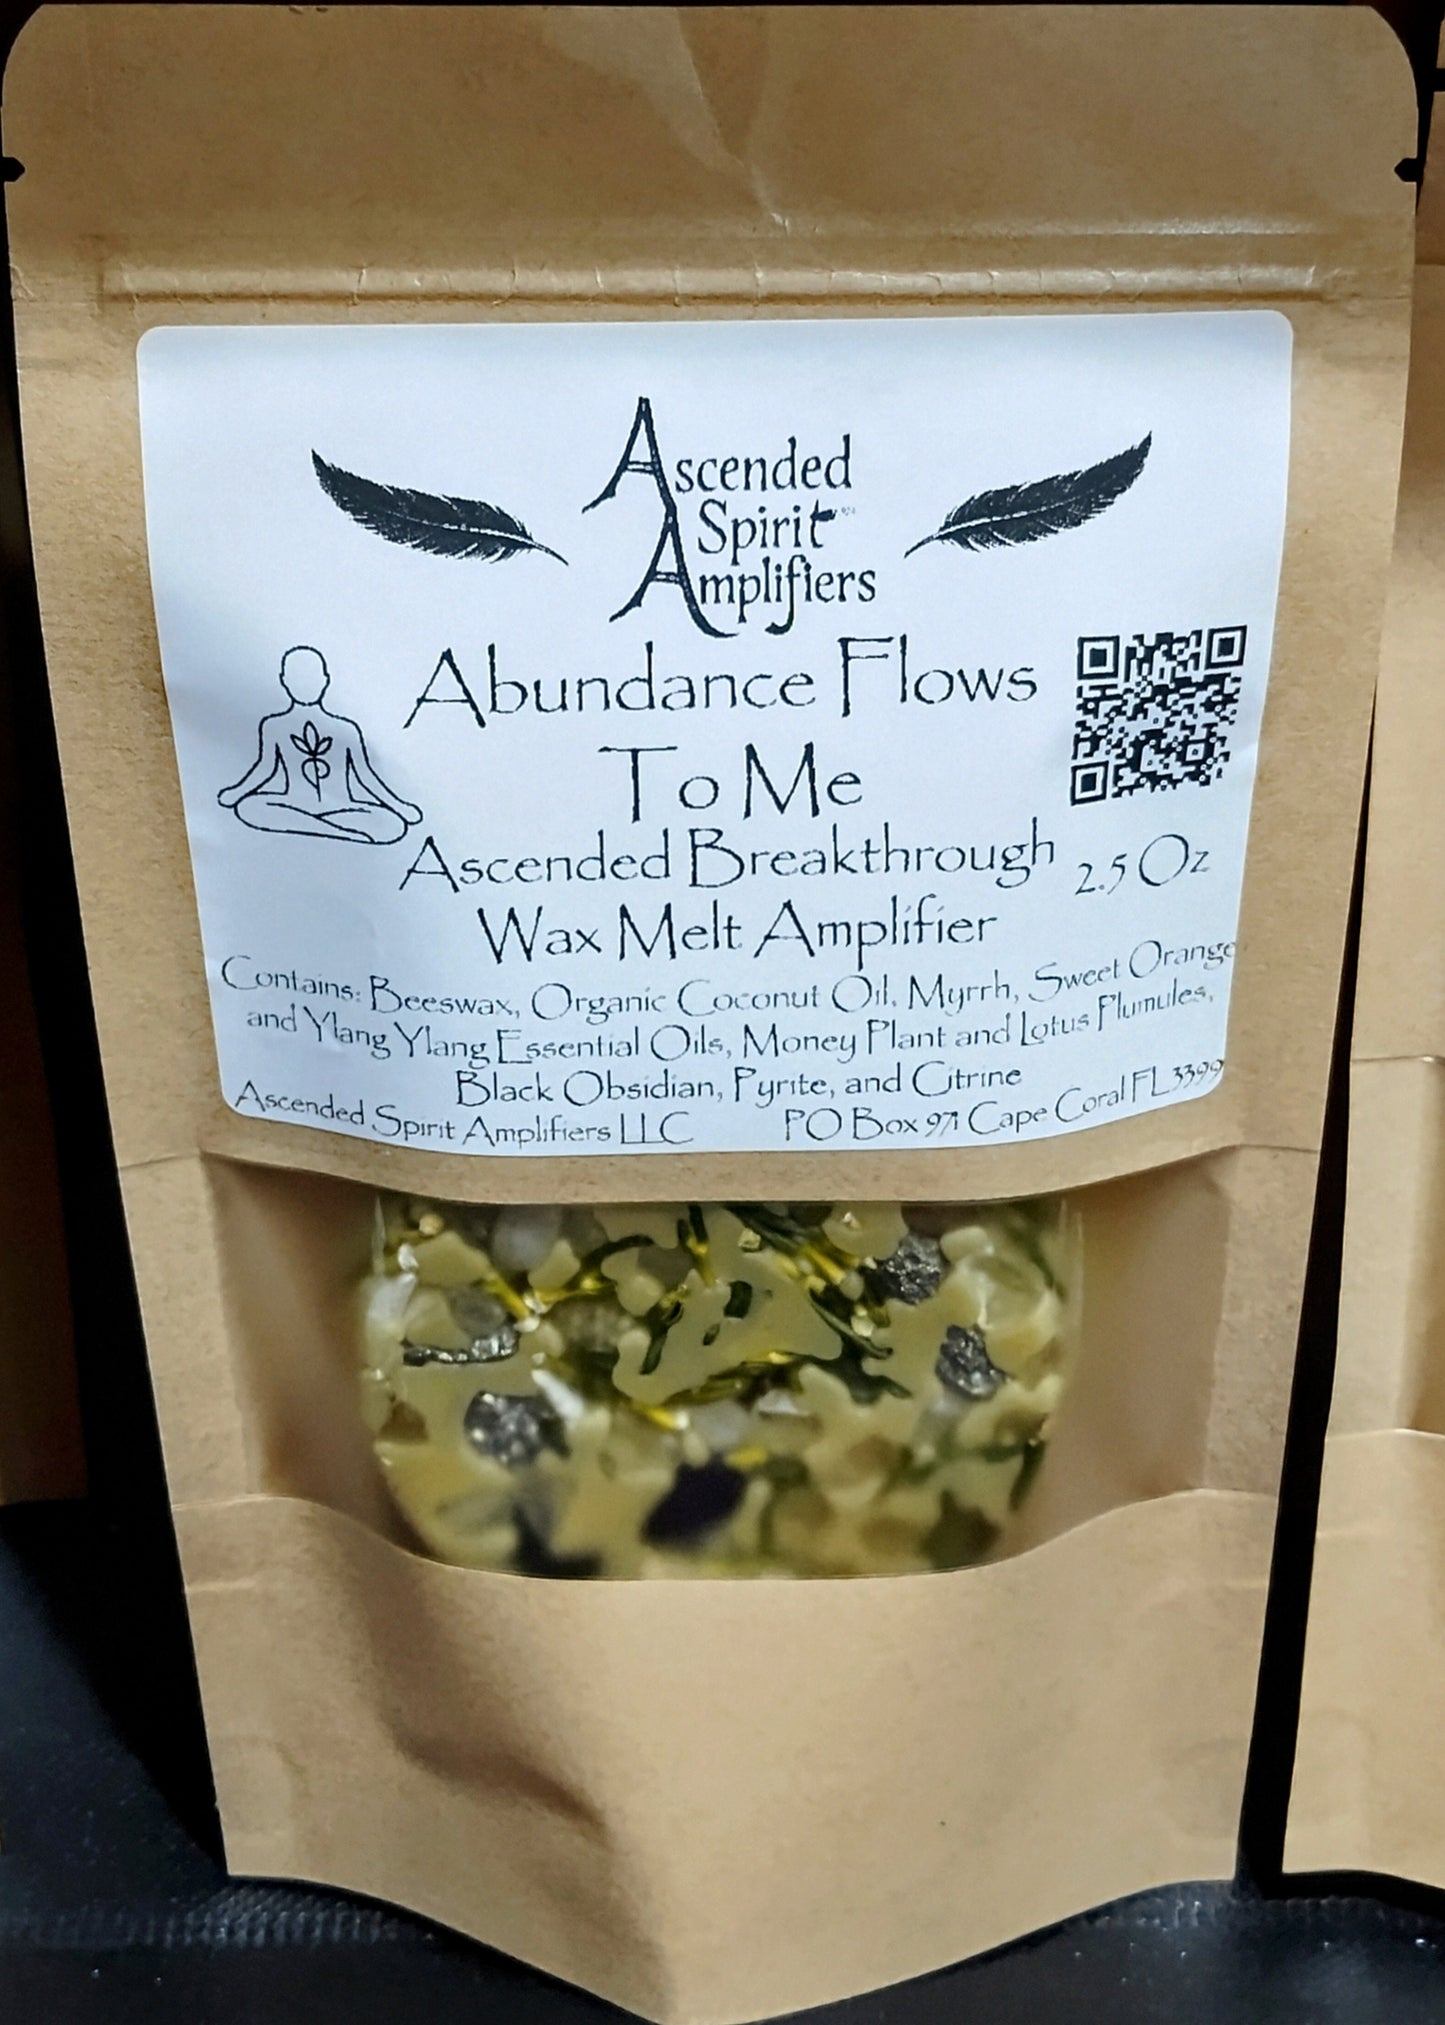 Ascended
Spirit
Amplifiers
Abundance Flows
To Me
Ascended Breakthrough
2.5 Oz
Wax Melt Amplifier
Contains: Beeswax, Organic Coconut Oil, Myrrh, Sweet Orange
and Ylang Ylang Essential Oils, Money Plant and Lotus Plumules,
Black Obsidian, Pyrite, and Citrine
Ascended Spirit Amplifiers LLC
PO Box 971 Cape Coral FL 3399